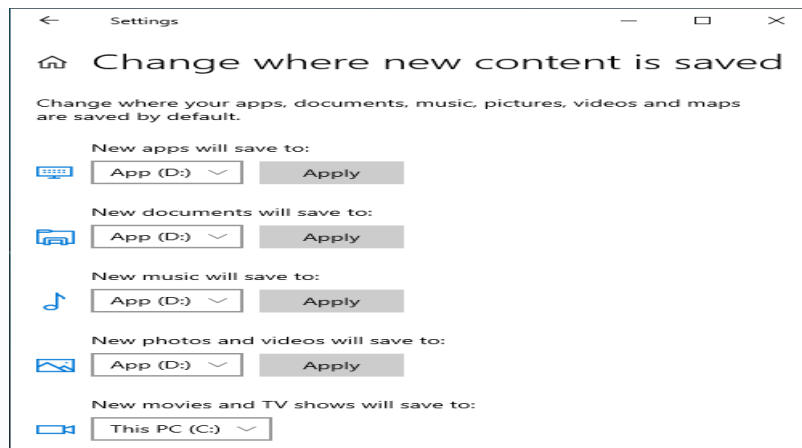 Settings
Change where new content is saved
Change where your apps, documents, music, pictures, videos and maps
are saved by default.
New apps will save to:
App (D:) Apply
New documents will save to:
App (D:) Apply
New music will save to:
App (D:) Apply
New photos and videos will save to:
App (D:) Apply
New movies and TV shows will save to:
This PC (C:)